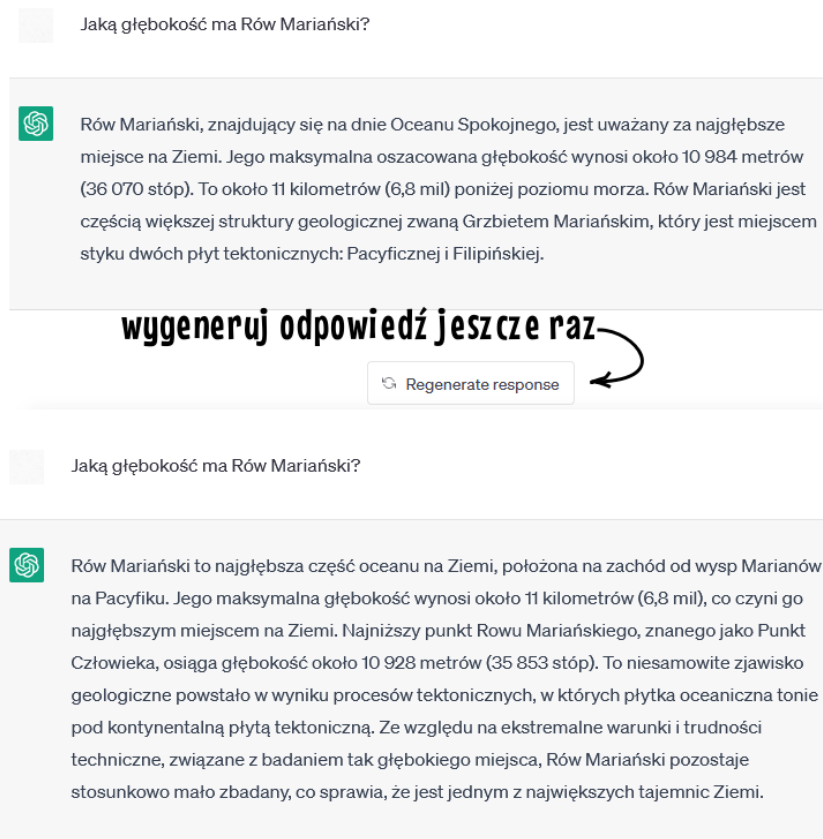 Jaką głębokość ma Rów Mariański?
Rów Mariański, znajdujący się na dnie Oceanu Spokojnego, jest uważany za najgłębsze
miejsce na Ziemi. Jego maksymalna oszacowana głębokość wynosi około 10 984 metrów
(36 070 stóp). To około 11 kilometrów (6,8 mil) poniżej poziomu morza. Rów Mariański jest
częścią większej struktury geologicznej zwaną Grzbietem Mariańskim, który jest miejscem
styku dwóch płyt tektonicznych: Pacyficznej i Filipińskiej.
wygeneruj odpowiedź jeszcze raz
Regenerate response
Jaką głębokość ma Rów Mariański?
Rów Mariański to najgłębsza część oceanu na Ziemi, położona na zachód od wysp Marianów
na Pacyfiku. Jego maksymalna głębokość wynosi około 11 kilometrów (6,8 mil), co czyni go
najgłębszym miejscem na Ziemi. Najniższy punkt Rowu Mariańskiego, znanego jako Punkt
Człowieka, osiąga głębokość około 10 928 metrów (35 853 stóp). To niesamowite zjawisko
geologiczne powstało w wyniku procesów tektonicznych, w których płytka oceaniczna tonie
pod kontynentalną płytą tektoniczną. Ze względu na ekstremalne warunki i trudności
techniczne, związane z badaniem tak głębokiego miejsca, Rów Mariański pozostaje
stosunkowo mało zbadany, co sprawia, że jest jednym z największych tajemnic Ziemi.